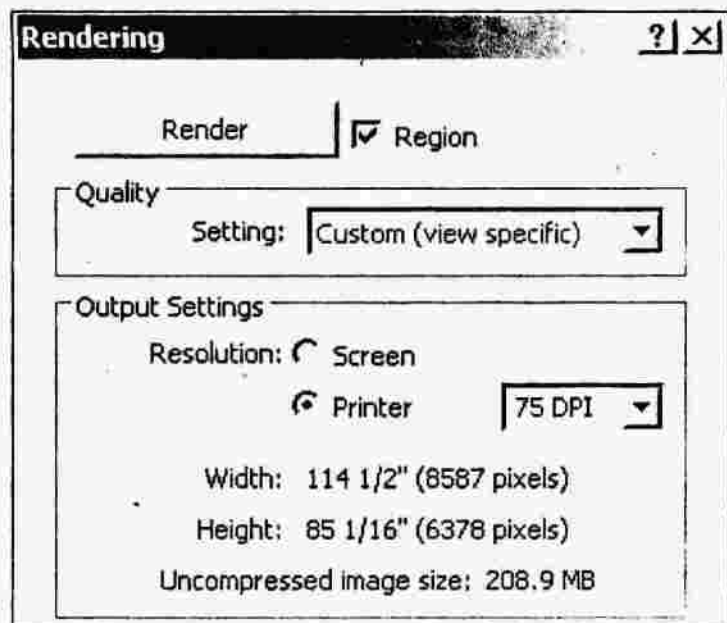 Rendering
Render Region
Quality
Setting: Custom (view specific)
Output Settings
Resolution: Screen
Printer 75 DPI
Width: 114 1/2" (8587 pixels)
Height: 85 1/16" (6378 pixels)
Uncompressed image size: 208.9 MB